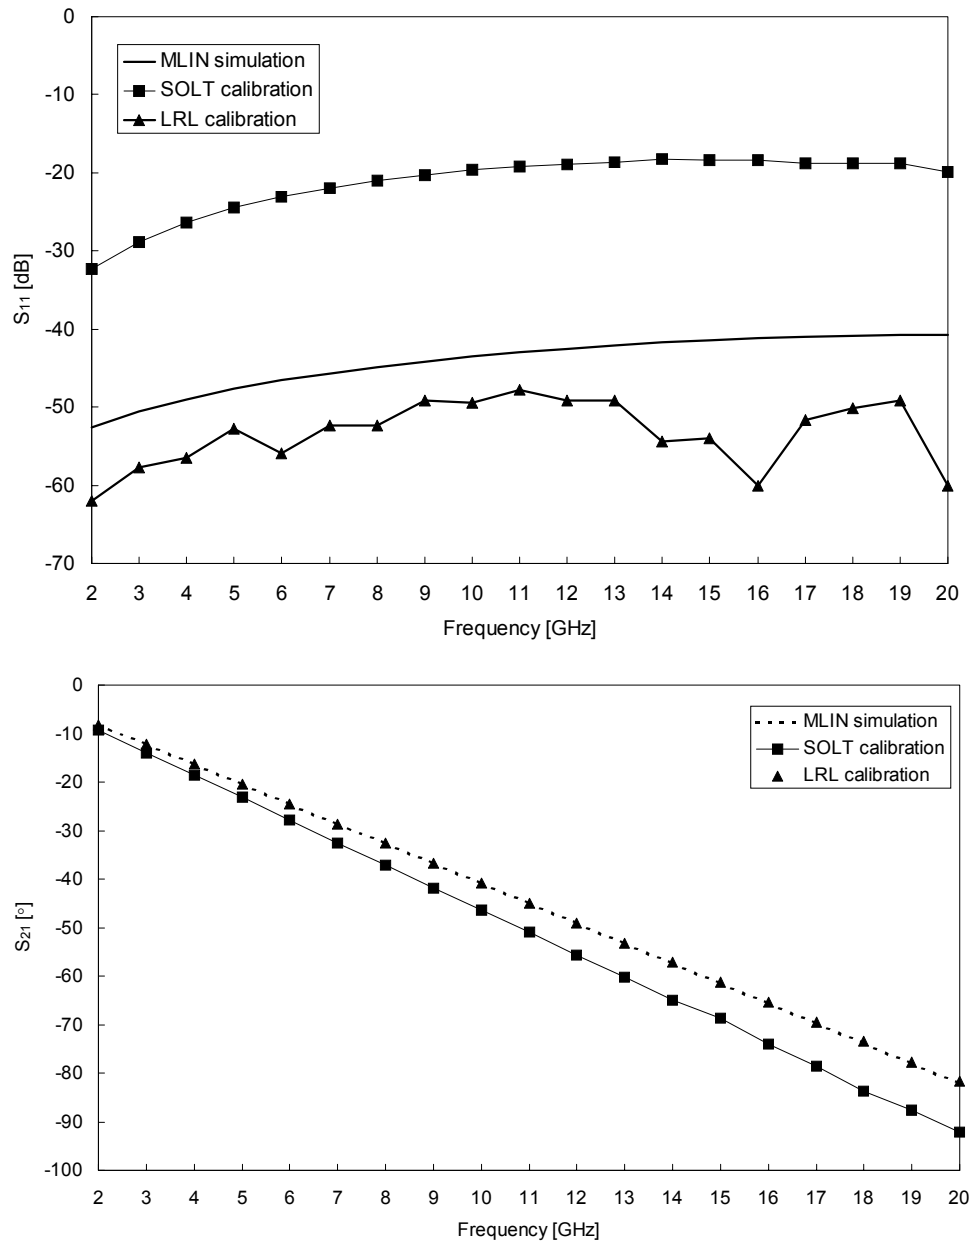 0
-10
-20
-30
-40
-50
-60
-70
S11 [dB]
MLIN simulation
SOLT calibration
LRL calibration
2 3 4 5 6 7 8 9 10 11 12 13 14 15 16 17 18 19 20
Frequency [GHz]
0
-10
-20
-30
-40
-50
-60
-70
-80
-90
-100
S21 [°]
MLIN simulation
SOLT calibration
LRL calibration
2 3 4 5 6 7 8 9 10 11 12 13 14 15 16 17 18 19 20
Frequency [GHz]